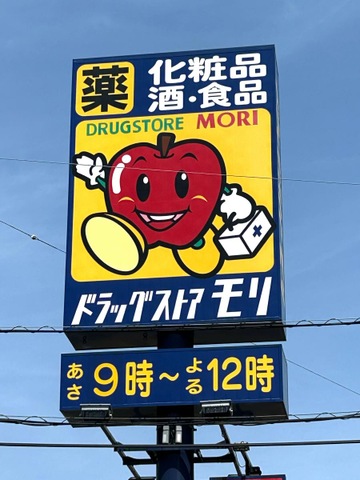 薬 化粧品
酒・食品
DRUGSTORE MORI
ドラッグストア モリ
あさ 9時～よる 12時